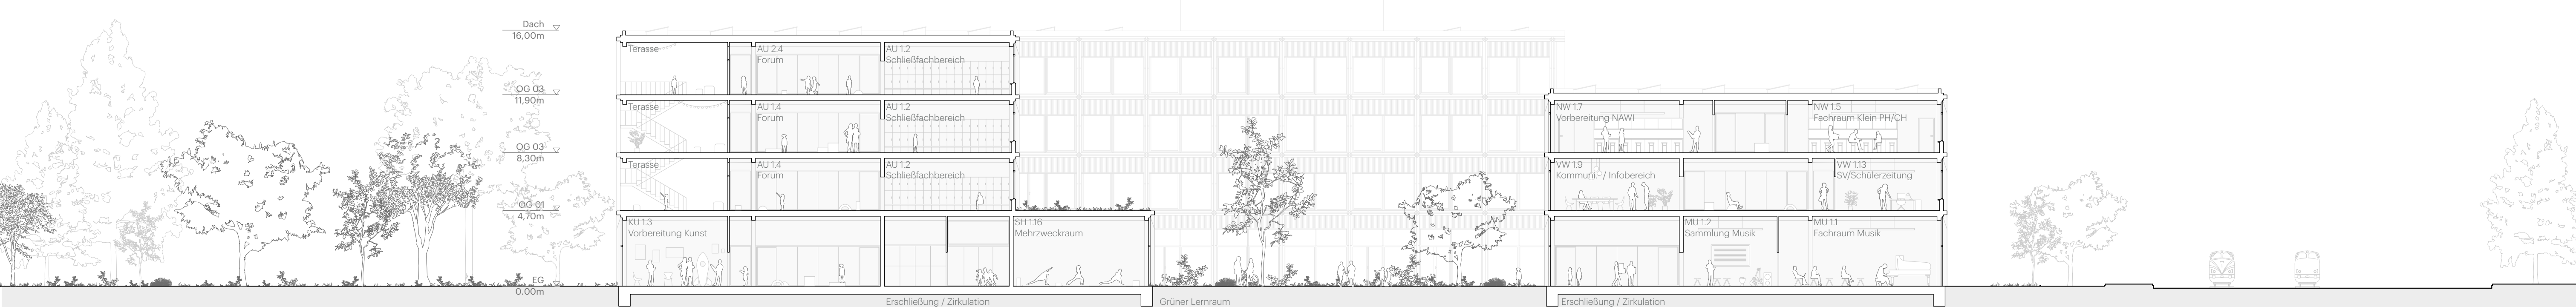 Dach
16,00m
OG 03
11,90m
OG 03
8,30m
OG 01
4,70m
EG
0.00m
Terasse
AU 2.4
Forum
AU 1.2
Schließfachbereich
Terasse
AU 1.4
Forum
AU 1.2
Schließfachbereich
Terasse
AU 1.4
Forum
AU 1.2
Schließfachbereich
KU 1.3
Vorbereitung Kunst
SH 1.16
Mehrzweckraum
NW 1.7
Vorbereitung NAWI
NW 1.5
Fachraum Klein PH/CH
VW 1.9
Kommuni.- / Infobereich
VW 1.13
SV/Schülerzeitung
MU 1.2
Sammlung Musik
MU 1.1
Fachraum Musik
Erschließung / Zirkulation
Grüner Lernraum
Erschließung / Zirkulation